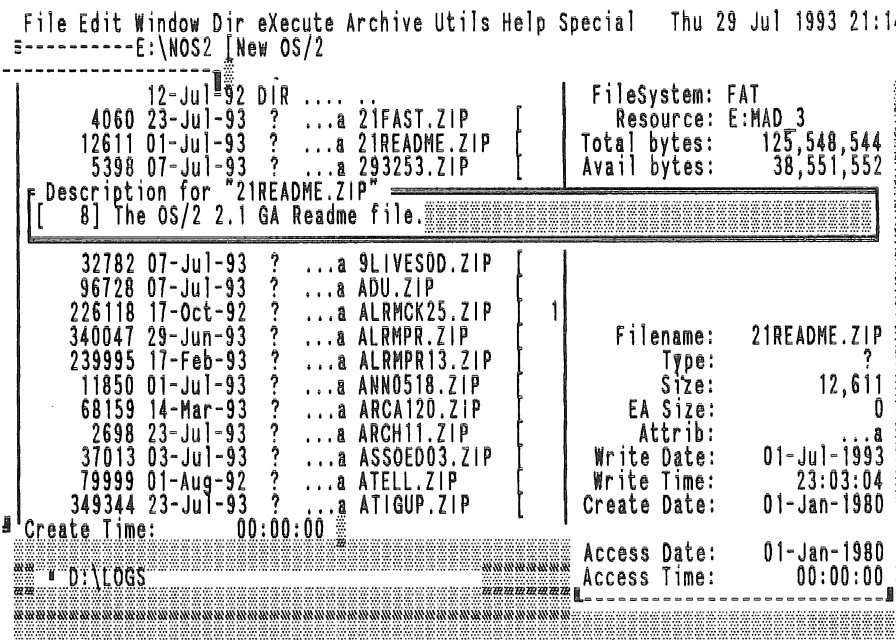 File Edit Window Dir eXecute Archive Utils Help Special Thu 29 Jul 1993 21:14
E:\NOS2 [New OS/2
12-Jul-92 DIR .... ..
4060 23-Jul-93 ? ...a 21FAST.ZIP [
12611 01-Jul-93 ? ...a 21README.ZIP [
5398 07-Jul-93 ? ...a 293253.ZIP [
FileSystem: FAT
Resource: E:MAD_3
Total bytes: 125,548,544
Avail bytes: 38,551,552
Description for "21README.ZIP"
[ 8] The OS/2 2.1 GA Readme file.
32782 07-Jul-93 ? ...a 9LIVESOD.ZIP [
96728 07-Jul-93 ? ...a ADU.ZIP [
226118 17-Oct-92 ? ...a ALRMCK25.ZIP [ 1
340047 29-Jun-93 ? ...a ALRMPR.ZIP [
239995 17-Feb-93 ? ...a ALRMPR13.ZIP [
11850 01-Jul-93 ? ...a ANN0518.ZIP [
68159 14-Mar-93 ? ...a ARCA120.ZIP [
2698 23-Jul-93 ? ...a ARCH11.ZIP [
37013 03-Jul-93 ? ...a ASSOED03.ZIP [
79999 01-Aug-92 ? ...a ATELL.ZIP [
349344 23-Jul-93 ? ...a ATIGUP.ZIP [
Filename: 21README.ZIP
Type: ?
Size: 12,611
EA Size: 0
Attrib: ...a
Write Date: 01-Jul-1993
Write Time: 23:03:04
Create Date: 01-Jan-1980
Create Time: 00:00:00
Access Date: 01-Jan-1980
Access Time: 00:00:00
D:\LOGS